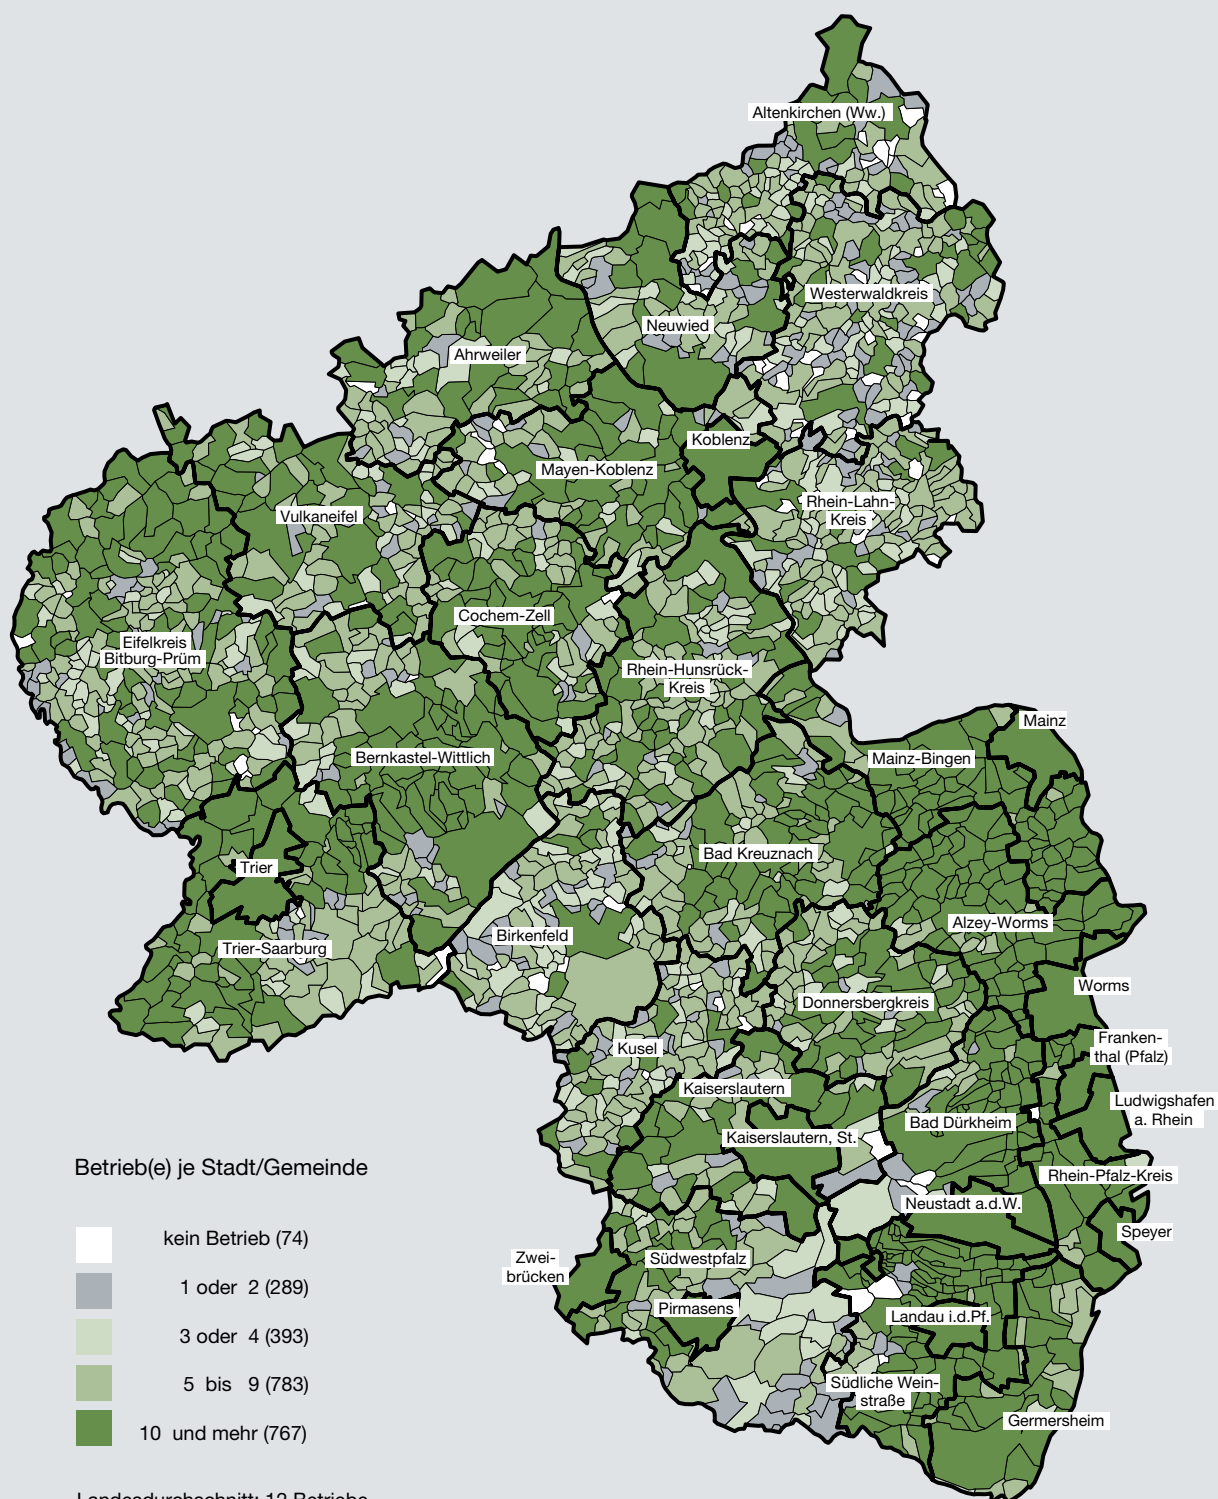 Altenkirchen (Ww.)
Westerwaldkreis
Neuwied
Ahrweiler
Koblenz
Mayen-Koblenz
Rhein-Lahn-
Kreis
Vulkaneifel
Cochem-Zell
Eifelkreis
Bitburg-Prüm
Rhein-Hunsrück-
Kreis
Mainz
Bernkastel-Wittlich
Mainz-Bingen
Bad Kreuznach
Trier
Alzey-Worms
Birkenfeld
Trier-Saarburg
Worms
Donnersbergkreis
Franken-
thal (Pfalz)
Kusel
Kaiserslautern
Ludwigshafen
a. Rhein
Bad Dürkheim
Kaiserslautern, St.
Rhein-Pfalz-Kreis
Neustadt a.d.W.
Speyer
Zwei-
brücken
Südwestpfalz
Pirmasens
Landau i.d.Pf.
Südliche Wein-
straße
Germersheim
Betrieb(e) je Stadt/Gemeinde
kein Betrieb (74)
1 oder 2 (289)
3 oder 4 (393)
5 bis 9 (783)
10 und mehr (767)
Landesdurchschnitt: 12 Betriebe